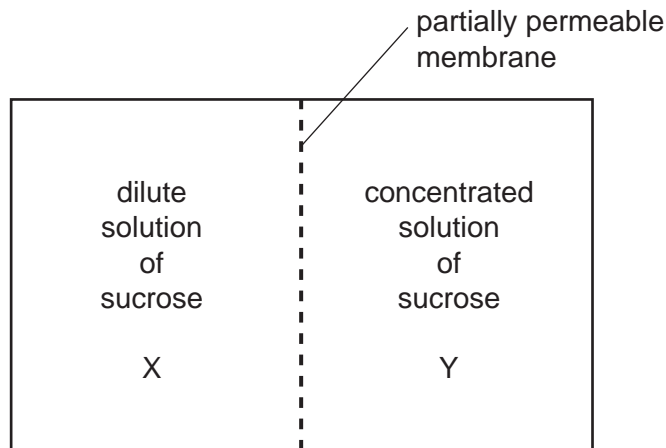 partially permeable
membrane
dilute
solution
of
sucrose
X
concentrated
solution
of
sucrose
Y